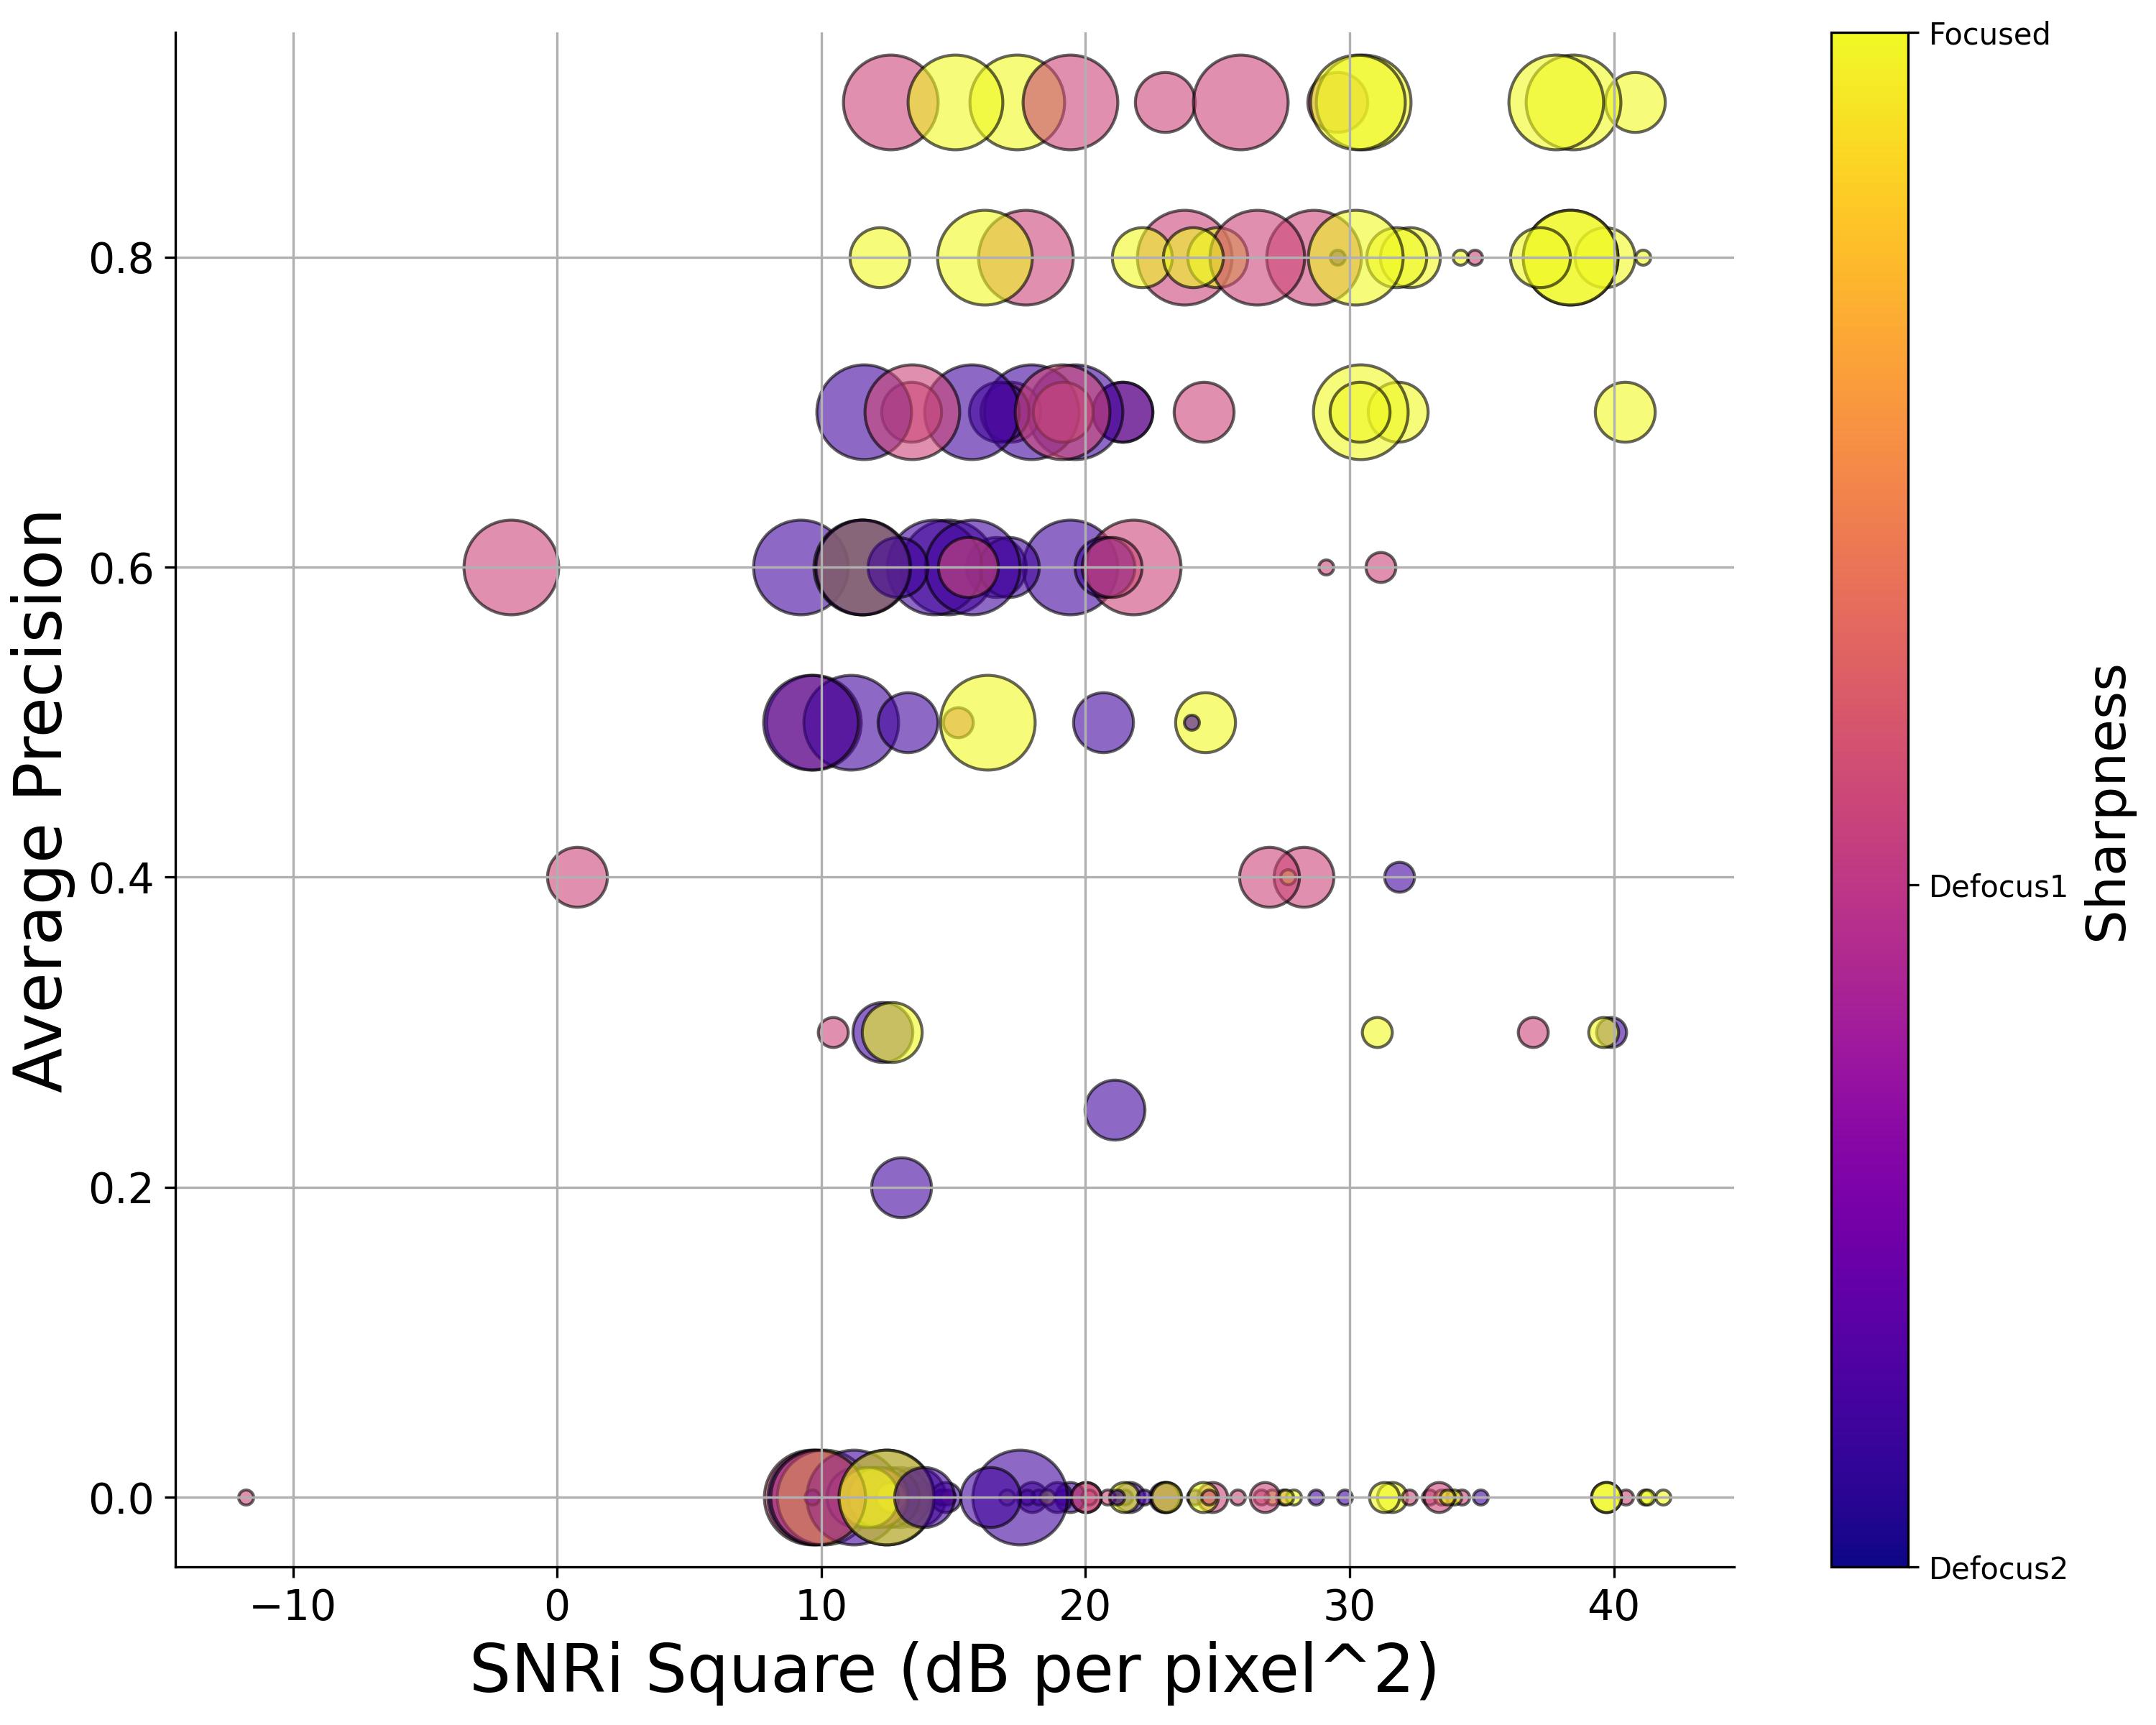 Average Precision
0.8
0.6
0.4
0.2
0.0
−10 0 10 20 30 40
SNRi Square (dB per pixel^2)
Focused
Defocus1
Defocus2
Sharpness